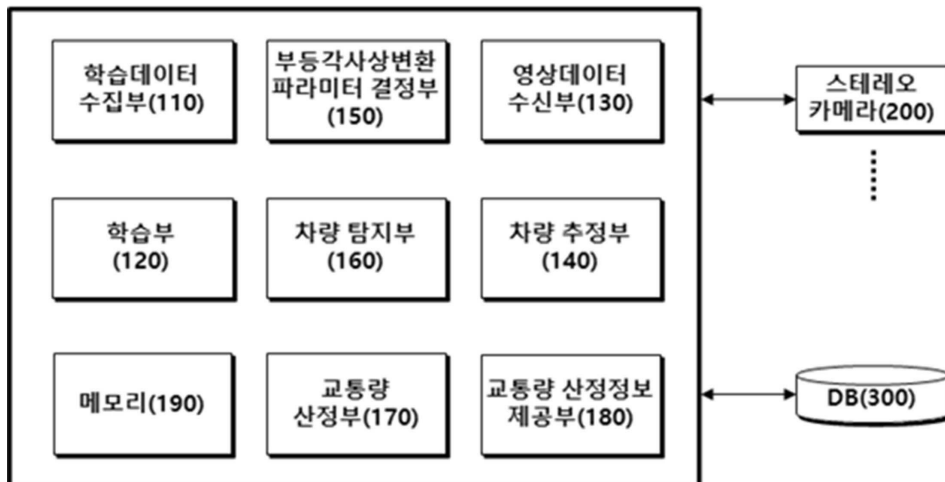 학습데이터
수집부(110)
부등각사상변환
파라미터 결정부
(150)
영상데이터
수신부(130)
스테레오
카메라(200)
학습부
(120)
차량 탐지부
(160)
차량 추정부
(140)
메모리(190)
교통량
산정부(170)
교통량 산정정보
제공부(180)
DB(300)